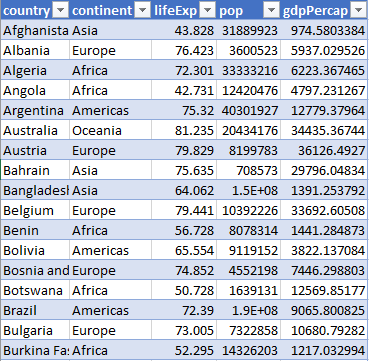 country continent lifeExp pop gdpPercap
Afghanista Asia 43.828 31889923 974.5803384
Albania Europe 76.423 3600523 5937.029526
Algeria Africa 72.301 33333216 6223.367465
Angola Africa 42.731 12420476 4797.231267
Argentina Americas 75.32 40301927 12779.37964
Australia Oceania 81.235 20434176 34435.36744
Austria Europe 79.829 8199783 36126.4927
Bahrain Asia 75.635 708573 29796.04834
Bangladesh Asia 64.062 1.5E+08 1391.253792
Belgium Europe 79.441 10392226 33692.60508
Benin Africa 56.728 8078314 1441.284873
Bolivia Americas 65.554 9119152 3822.137084
Bosnia and Europe 74.852 4552198 7446.298803
Botswana Africa 50.728 1639131 12569.85177
Brazil Americas 72.39 1.9E+08 9065.800825
Bulgaria Europe 73.005 7322858 10680.79282
Burkina Fas Africa 52.295 14326203 1217.032994